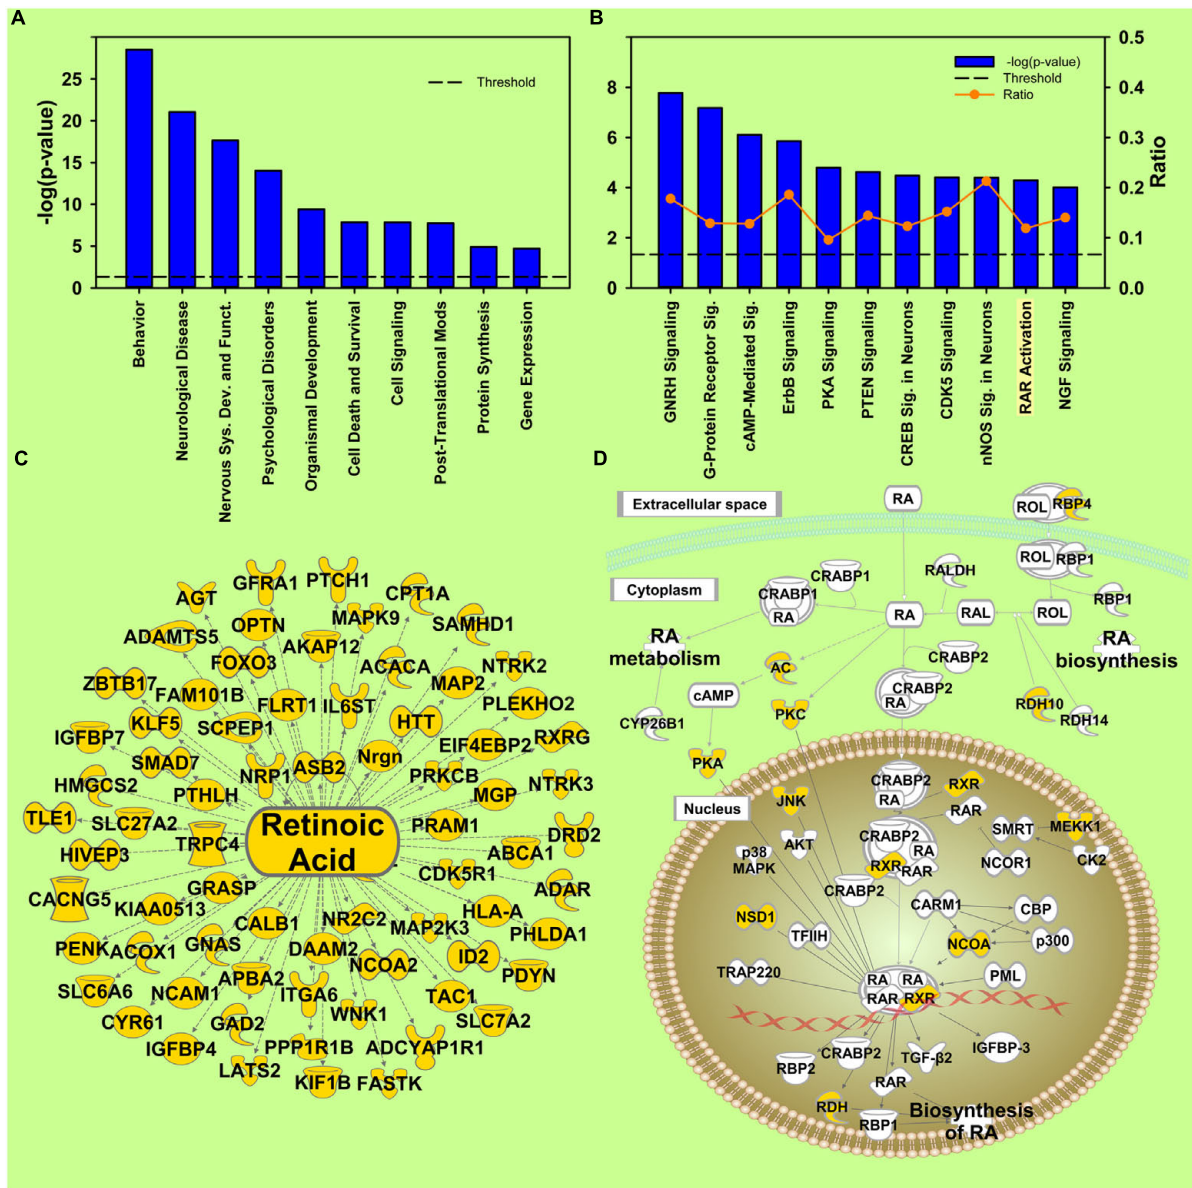 A
-log(p-value)
25
20
15
10
5
0
Threshold
Behavior
Neurological Disease
Nervous Sys. Dev. and Funct.
Psychological Disorders
Organismal Development
Cell Death and Survival
Cell Signaling
Post-Translational Mods
Protein Synthesis
Gene Expression
B
8
6
4
2
0
-log(p-value)
Threshold
Ratio
0.5
0.4
0.3
0.2
0.1
0.0
Ratio
GNRH Signaling
G-Protein Receptor Sig.
cAMP-Mediated Sig.
ErbB Signaling
PKA Signaling
PTEN Signaling
CREB Sig. in Neurons
CDK5 Signaling
nNOS Sig. in Neurons
RAR Activation
NGF Signaling
C
AGT
GFRA1
PTCH1
CPT1A
ADAMTS5
OPTN
MAPK9
SAMHD1
AKAP12
FOXO3
ACACA
NTRK2
ZBTB17
FAM101B
FLRT1
IL6ST
MAP2
PLEKHO2
KLF5
SCPEP1
HTT
IGFBP7
EIF4EBP2
RXRG
SMAD7
NRP1
ASB2
Nrgn
PRKCB
NTRK3
HMGCS2
PTHLH
MGP
TLE1
SLC27A2
TRPC4
Retinoic
Acid
PRAM1
DRD2
HIVEP3
ABCA1
CDK5R1
CACNG5
GRASP
ADAR
KIAA0513
HLA-A
CALB1
NR2C2
MAP2K3
PHLDA1
PENK
ACOX1
GNAS
DAAM2
NCOA2
ID2
PDYN
SLC6A6
NCAM1
APBA2
ITGA6
TAC1
CYR61
GAD2
WNK1
SLC7A2
IGFBP4
PPP1R1B
ADCYAP1R1
LATS2
KIF1B
FASTK
D
Extracellular space
RA
ROL
RBP4
ROL
RBP1
Cytoplasm
CRABP1
CRABP1
RA
RALDH
RA
RAL
ROL
RBP1
RA
metabolism
RA
biosynthesis
AC
CRABP2
CRABP2
RA
cAMP
CYP26B1
PKC
RDH10
RDH14
PKA
Nucleus
CRABP2
RA
RXR
RAR
JNK
SMRT
MEKK1
AKT
CRABP2
RA
RXR
RAR
p38
MAPK
NCOR1
CK2
CRABP2
NSD1
CARM1
CBP
TFIIH
NCOA
p300
TRAP220
RA
RA
RAR
RXR
PML
RBP2
CRABP2
TGF-β2
IGFBP-3
RAR
RDH
RBP1
Biosynthesis
of RA